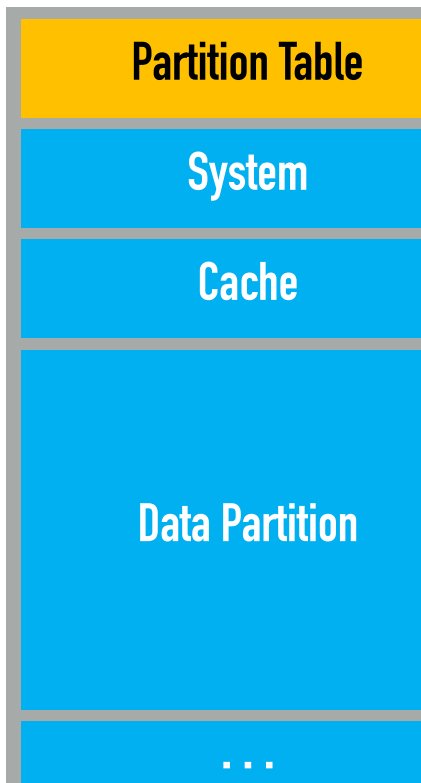 Partition Table
System
Cache
Data Partition
...